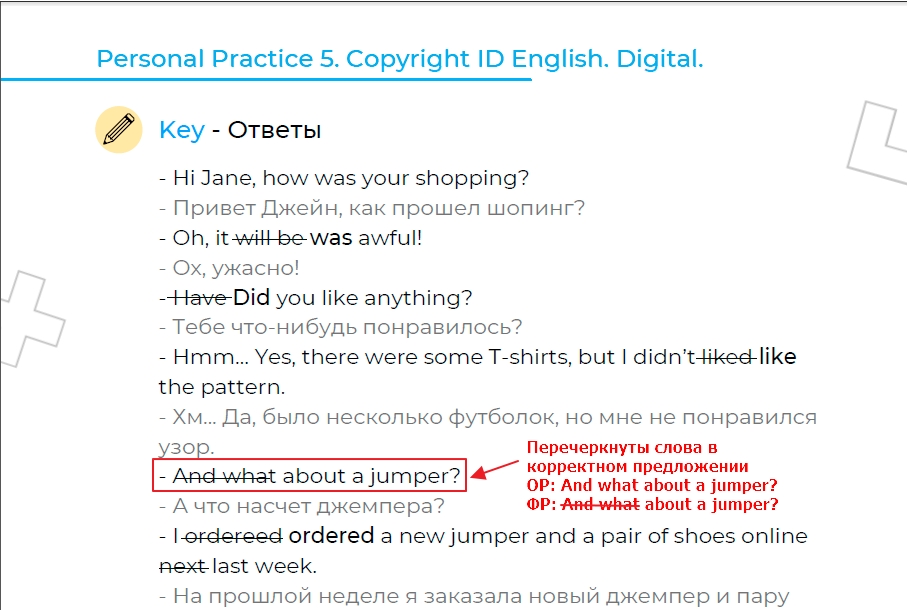 Personal Practice 5. Copyright ID English. Digital.
Key - Ответы
- Hi Jane, how was your shopping?
- Привет Джейн, как прошел шопинг?
- Oh, it will be was awful!
- Ох, ужасно!
- Have Did you like anything?
- Тебе что-нибудь понравилось?
- Hmm... Yes, there were some T-shirts, but I didn’t liked like
the pattern.
- Хм... Да, было несколько футболок, но мне не понравился
узор.
- And what about a jumper?
- А что насчет джемпера?
- I ordereed ordered a new jumper and a pair of shoes online
next last week.
- На прошлой неделе я заказала новый джемпер и пару
Перечеркнуты слова в
корректном предложении
ОР: And what about a jumper?
ФР: And what about a jumper?